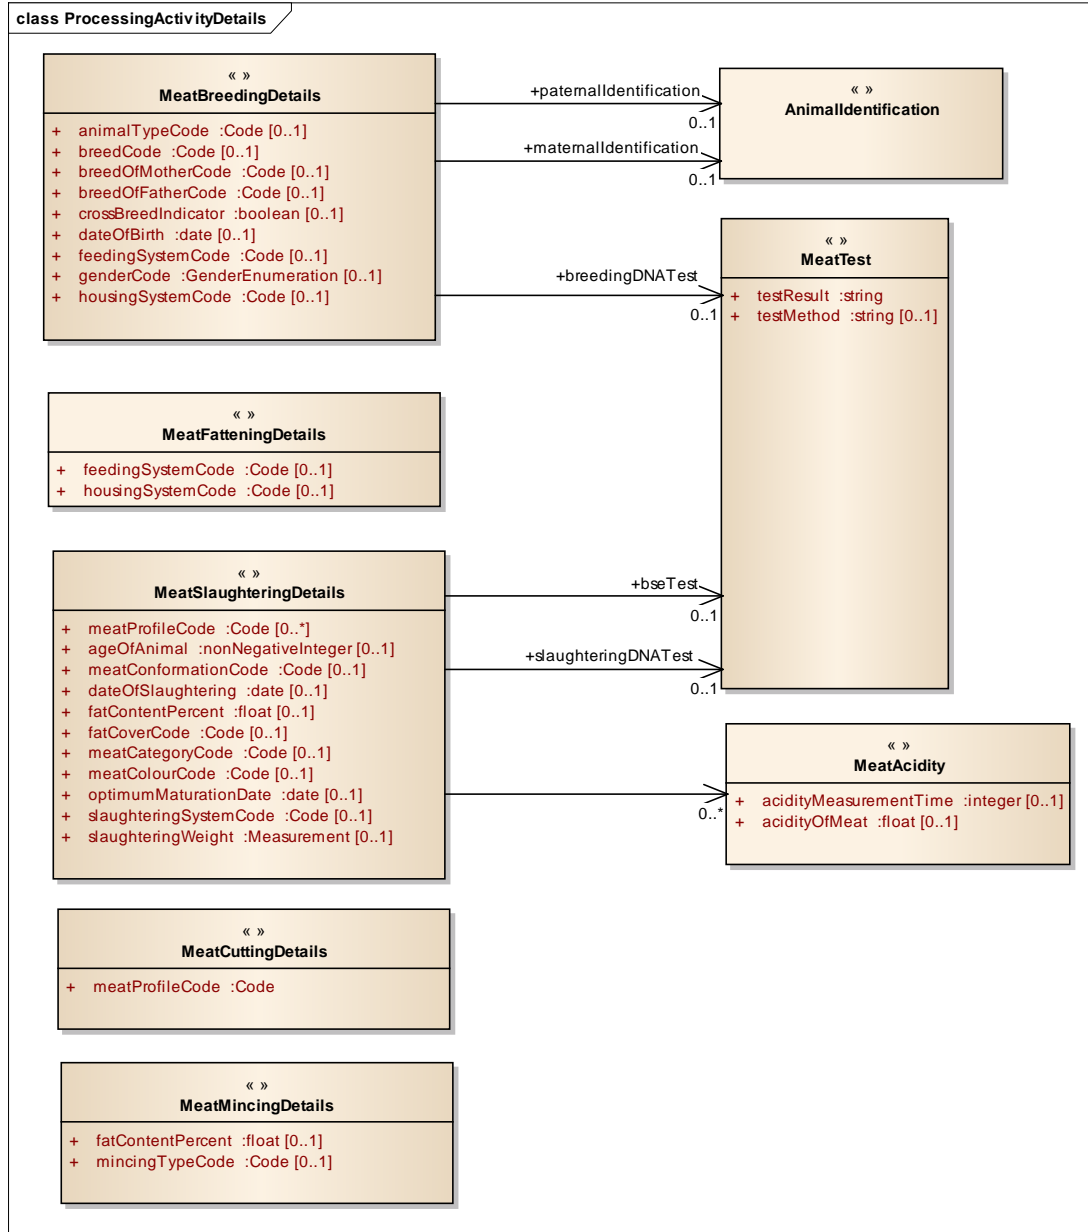 class ProcessingActivityDetails
« »
MeatBreedingDetails
+ animalTypeCode :Code [0..1]
+ breedCode :Code [0..1]
+ breedOfMotherCode :Code [0..1]
+ breedOfFatherCode :Code [0..1]
+ crossBreedIndicator :boolean [0..1]
+ dateOfBirth :date [0..1]
+ feedingSystemCode :Code [0..1]
+ genderCode :GenderEnumeration [0..1]
+ housingSystemCode :Code [0..1]
+paternalIdentification
0..1
+maternalIdentification
0..1
+breedingDNATest
0..1
« »
AnimalIdentification
« »
MeatTest
+ testResult :string
+ testMethod :string [0..1]
« »
MeatFatteningDetails
+ feedingSystemCode :Code [0..1]
+ housingSystemCode :Code [0..1]
« »
MeatSlaughteringDetails
+ meatProfileCode :Code [0..*]
+ ageOfAnimal :nonNegativeInteger [0..1]
+ meatConformationCode :Code [0..1]
+ dateOfSlaughtering :date [0..1]
+ fatContentPercent :float [0..1]
+ fatCoverCode :Code [0..1]
+ meatCategoryCode :Code [0..1]
+ meatColourCode :Code [0..1]
+ optimumMaturationDate :date [0..1]
+ slaughteringSystemCode :Code [0..1]
+ slaughteringWeight :Measurement [0..1]
+bseTest
0..1
+slaughteringDNATest
0..1
0..*
« »
MeatAcidity
+ acidityMeasurementTime :integer [0..1]
+ acidityOfMeat :float [0..1]
« »
MeatCuttingDetails
+ meatProfileCode :Code
« »
MeatMincingDetails
+ fatContentPercent :float [0..1]
+ mincingTypeCode :Code [0..1]